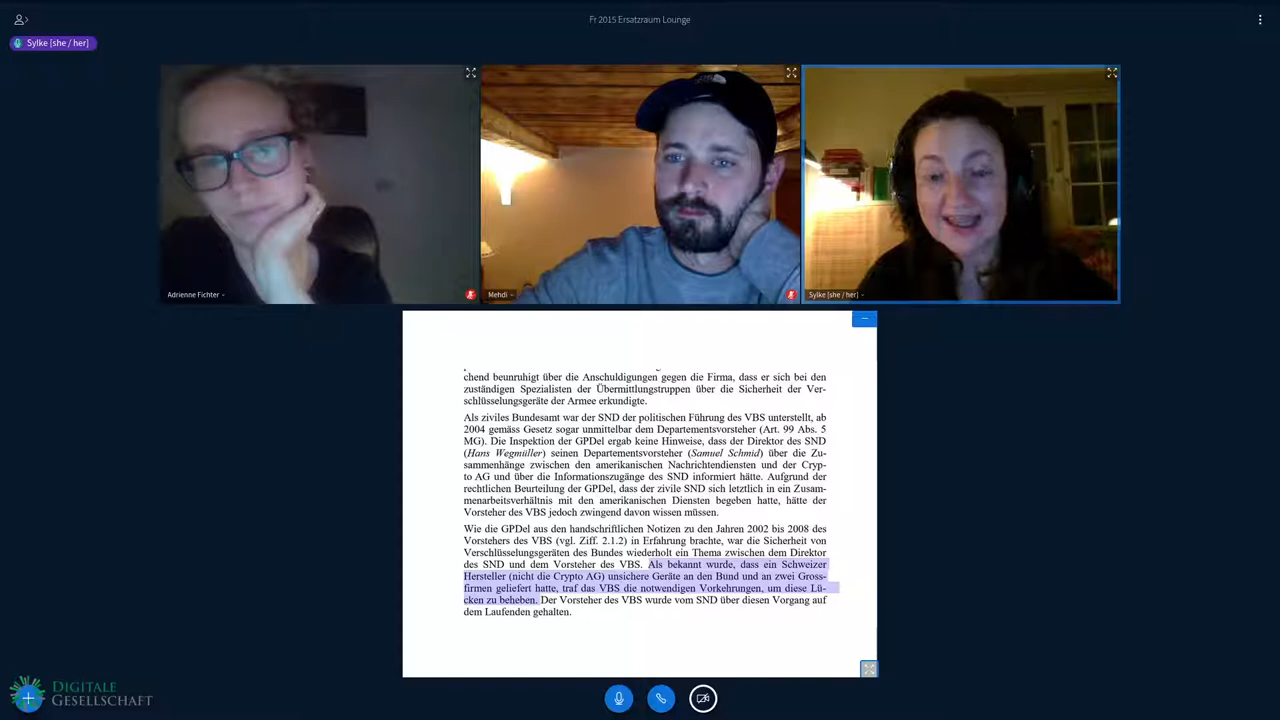 Fr 2015 Ersatzraum Lounge
Sylke [she / her]
Adrienne Fichter
Mehdi
Sylke [she / her]
chend beunruhigt über die Anschuldigungen gegen die Firma, dass er sich bei den
zuständigen Spezialisten der Übermittlungstruppen über die Sicherheit der Ver-
schlüsselungsgeräte der Armee erkundigte.
Als ziviles Bundesamt war der SND der politischen Führung des VBS unterstellt, ab
2004 gemäss Gesetz sogar unmittelbar dem Departementsvorsteher (Art. 99 Abs. 5
MG). Die Inspektion der GPDel ergab keine Hinweise, dass der Direktor des SND
(Hans Wegmüller) seinen Departementsvorsteher (Samuel Schmid) über die Zu-
sammenhänge zwischen den amerikanischen Nachrichtendiensten und der Cryp-
to AG und über die Informationszugänge des SND informiert hätte. Aufgrund der
rechtlichen Beurteilung der GPDel, dass der zivile SND sich letztlich in ein Zusam-
menarbeitsverhältnis mit den amerikanischen Diensten begeben hatte, hätte der
Vorsteher des VBS jedoch zwingend davon wissen müssen.
Wie die GPDel aus den handschriftlichen Notizen zu den Jahren 2002 bis 2008 des
Vorstehers des VBS (vgl. Ziff. 2.1.2) in Erfahrung brachte, war die Sicherheit von
Verschlüsselungsgeräten des Bundes wiederholt ein Thema zwischen dem Direktor
des SND und dem Vorsteher des VBS. Als bekannt wurde, dass ein Schweizer
Hersteller (nicht die Crypto AG) unsichere Geräte an den Bund und an zwei Gross-
firmen geliefert hatte, traf das VBS die notwendigen Vorkehrungen, um diese Lü-
cken zu beheben. Der Vorsteher des VBS wurde vom SND über diesen Vorgang auf
dem Laufenden gehalten.
DIGITALE
GESELLSCHAFT